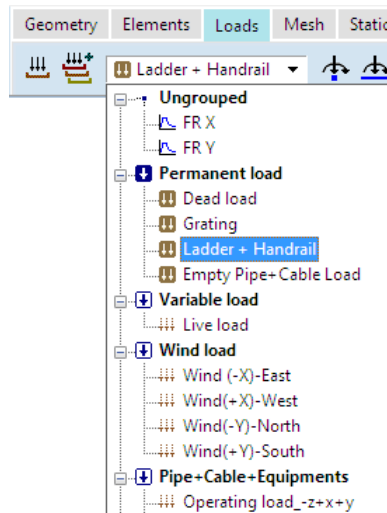 Geometry Elements Loads Mesh Static
Ladder + Handrail
Ungrouped
FR X
FR Y
Permanent load
Dead load
Grating
Ladder + Handrail
Empty Pipe+Cable Load
Variable load
Live load
Wind load
Wind (-X)-East
Wind(+X)-West
Wind(-Y)-North
Wind(+Y)-South
Pipe+Cable+Equipments
Operating load_-z+x+y